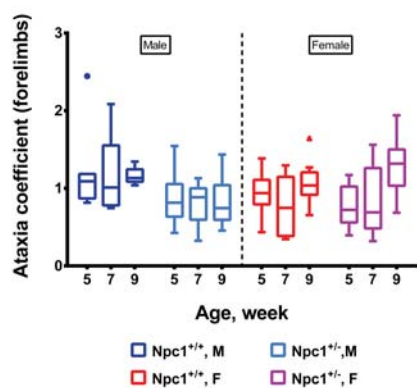 Ataxia coefficient (forelimbs)
3
2
1
0
Male
Female
5 7 9 5 7 9 5 7 9 5 7 9
Age, week
Npc1+/+, M
Npc1+/-,M
Npc1+/+, F
Npc1+/-, F